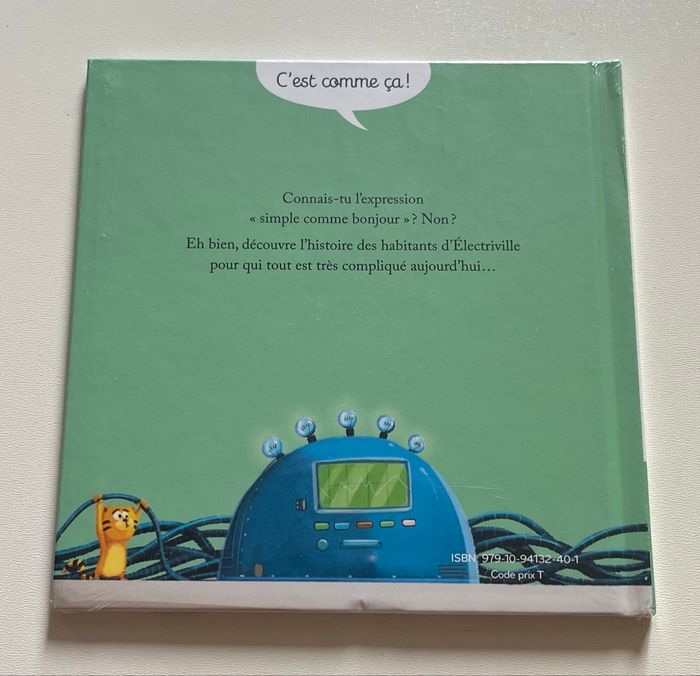 C'est comme ça !
Connais-tu l'expression
« simple comme bonjour » ? Non ?
Eh bien, découvre l'histoire des habitants d'Électriville
pour qui tout est très compliqué aujourd'hui…
ISBN: 979-10-94132-40-1
Code prix T